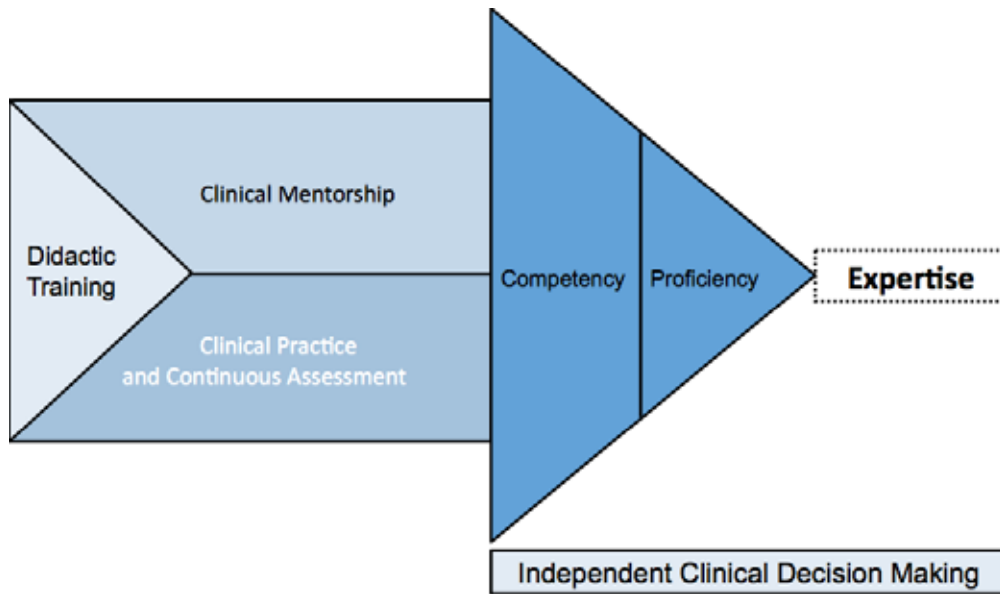 Clinical Mentorship
Didactic
Training
Clinical Practice
and Continuous Assessment
Competency
Proficiency
Expertise
Independent Clinical Decision Making